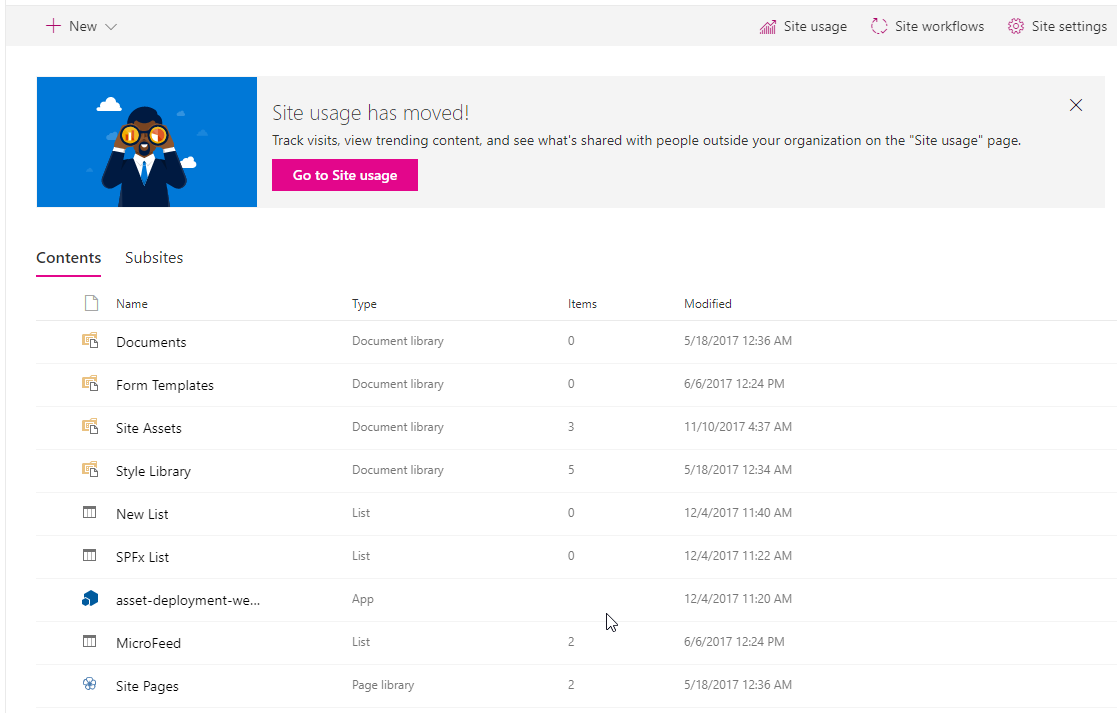 New
Site usage
Site workflows
Site settings
Site usage has moved!
Track visits, view trending content, and see what's shared with people outside your organization on the "Site usage" page.
Go to Site usage
Contents Subsites
Name Type Items Modified
Documents Document library 0 5/18/2017 12:36 AM
Form Templates Document library 0 6/6/2017 12:24 PM
Site Assets Document library 3 11/10/2017 4:37 AM
Style Library Document library 5 5/18/2017 12:34 AM
New List List 0 12/4/2017 11:40 AM
SPFx List List 0 12/4/2017 11:22 AM
asset-deployment-we... App 12/4/2017 11:20 AM
MicroFeed List 2 6/6/2017 12:24 PM
Site Pages Page library 2 5/18/2017 12:36 AM